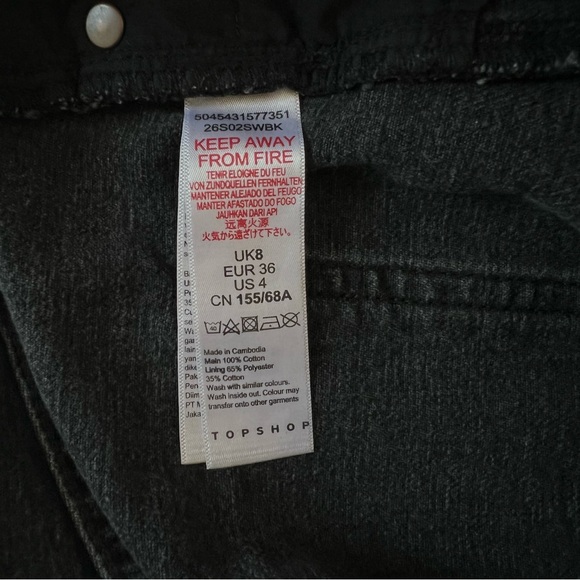 5045431577351
26S02SWBK
KEEP AWAY
FROM FIRE
TENIR ELOIGNE DU FEU
VON ZUNDQUELLEN FERNHALTEN
MANTENER ALEJADO DEL FEUGO
MANTER AFASTADO DO FOGO
JAUHKAN DARI API
远离火源
火気から遠ざけて下さい。
UK8
EUR 36
US 4
CN 155/68A
Made in Cambodia
Main 100% Cotton
Lining 65% Polyester
35% Cotton
Wash with similar colours.
Wash inside out. Colour may
transfer onto other garments
TOPSHOP